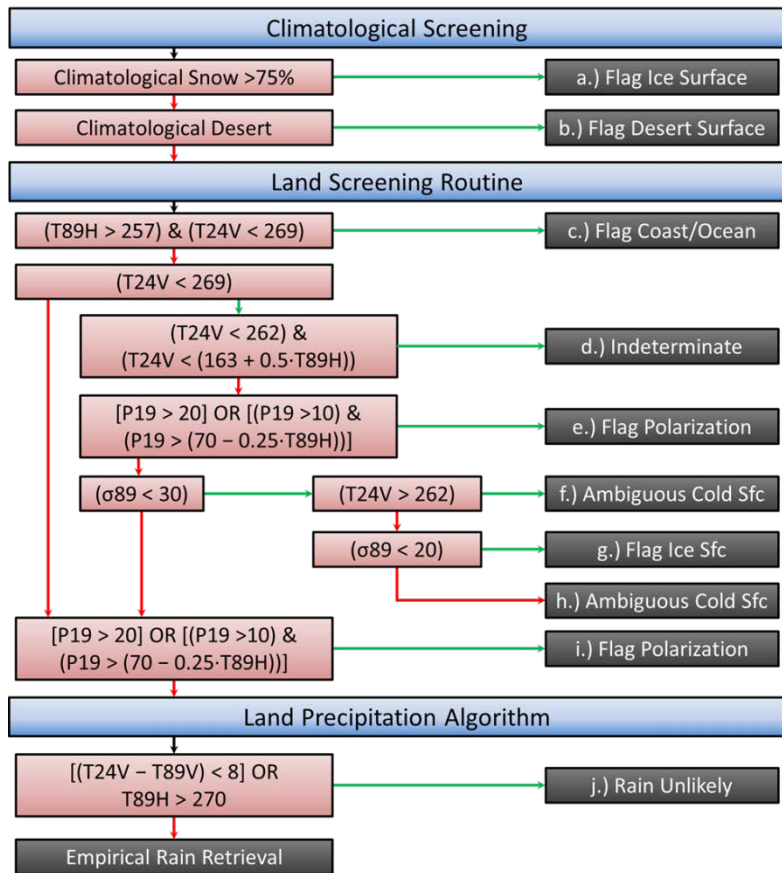 Climatological Screening
Climatological Snow >75%
a.) Flag Ice Surface
Climatological Desert
b.) Flag Desert Surface
Land Screening Routine
(T89H > 257) & (T24V < 269)
c.) Flag Coast/Ocean
(T24V < 269)
(T24V < 262) &
(T24V < (163 + 0.5·T89H))
d.) Indeterminate
[P19 > 20] OR [(P19 >10) &
(P19 > (70 − 0.25·T89H))]
e.) Flag Polarization
(σ89 < 30)
(T24V > 262)
f.) Ambiguous Cold Sfc
(σ89 < 20)
g.) Flag Ice Sfc
h.) Ambiguous Cold Sfc
[P19 > 20] OR [(P19 >10) &
(P19 > (70 − 0.25·T89H))]
i.) Flag Polarization
Land Precipitation Algorithm
[(T24V − T89V) < 8] OR
T89H > 270
j.) Rain Unlikely
Empirical Rain Retrieval